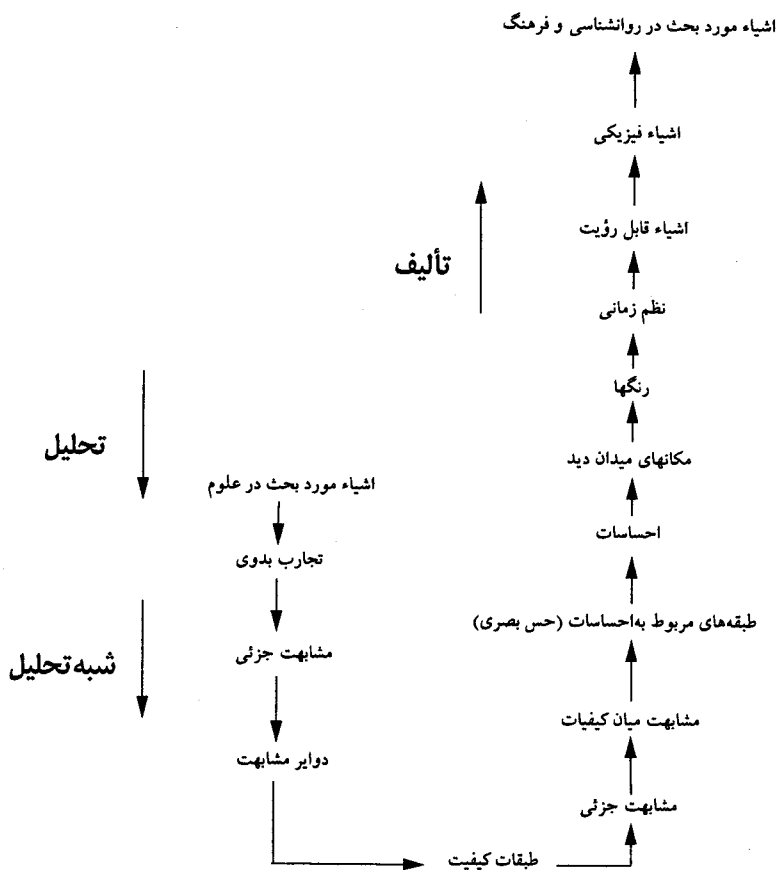 اشیاء مورد بحث در روانشناسی و فرهنگ
اشیاء فیزیکی
اشیاء قابل رؤیت
تألیف
نظم زمانی
رنگها
تحلیل
مکانهای میدان دید
اشیاء مورد بحث در علوم
احساسات
تجارب بدوی
طبقه‌های مربوط به‌احساسات (حس بصری)
مشابهت جزئی
شبه‌تحلیل
مشابهت میان کیفیات
دوایر مشابهت
مشابهت جزئی
طبقات کیفیت